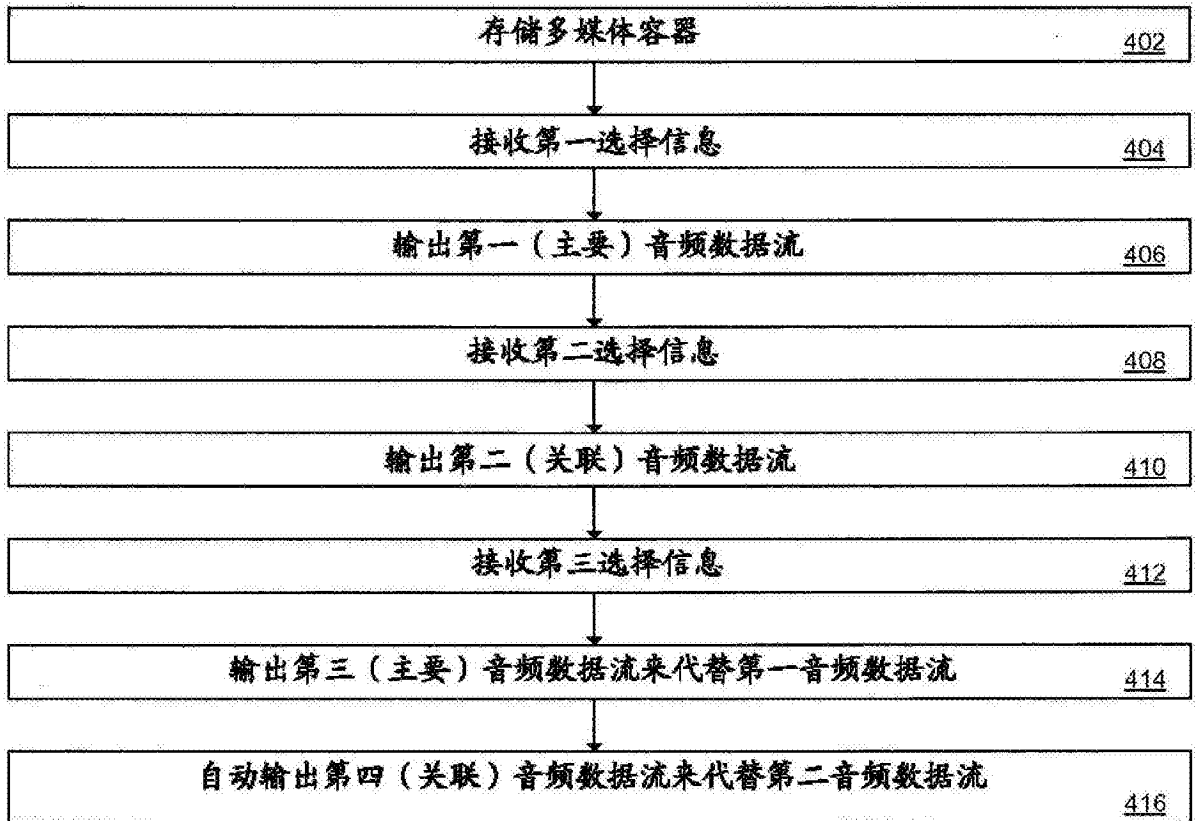 存储多媒体容器
402
接收第一选择信息
404
输出第一（主要）音频数据流
406
接收第二选择信息
408
输出第二（关联）音频数据流
410
接收第三选择信息
412
输出第三（主要）音频数据流来代替第一音频数据流
414
自动输出第四（关联）音频数据流来代替第二音频数据流
416